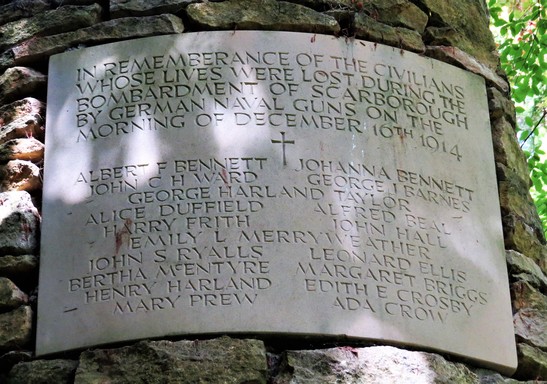 IN REMEMBERANCE OF THE CIVILIANS
WHOSE LIVES WERE LOST DURING THE
BOMBARDMENT OF SCARBOROUGH
BY GERMAN NAVAL GUNS ON THE
MORNING OF DECEMBER 16TH 1914
ALBERT F BENNETT JOHANNA BENNETT
JOHN C H WARD GEORGE J BARNES
GEORGE HARLAND TAYLOR
ALICE DUFFIELD ALFRED BEAL
HARRY FRITH JOHN HALL
EMILY L MERRYWEATHER
JOHN S RYALLS LEONARD ELLIS
BERTHA McENTYRE MARGARET BRIGGS
HENRY HARLAND EDITH E CROSBY
MARY PREW ADA CROW